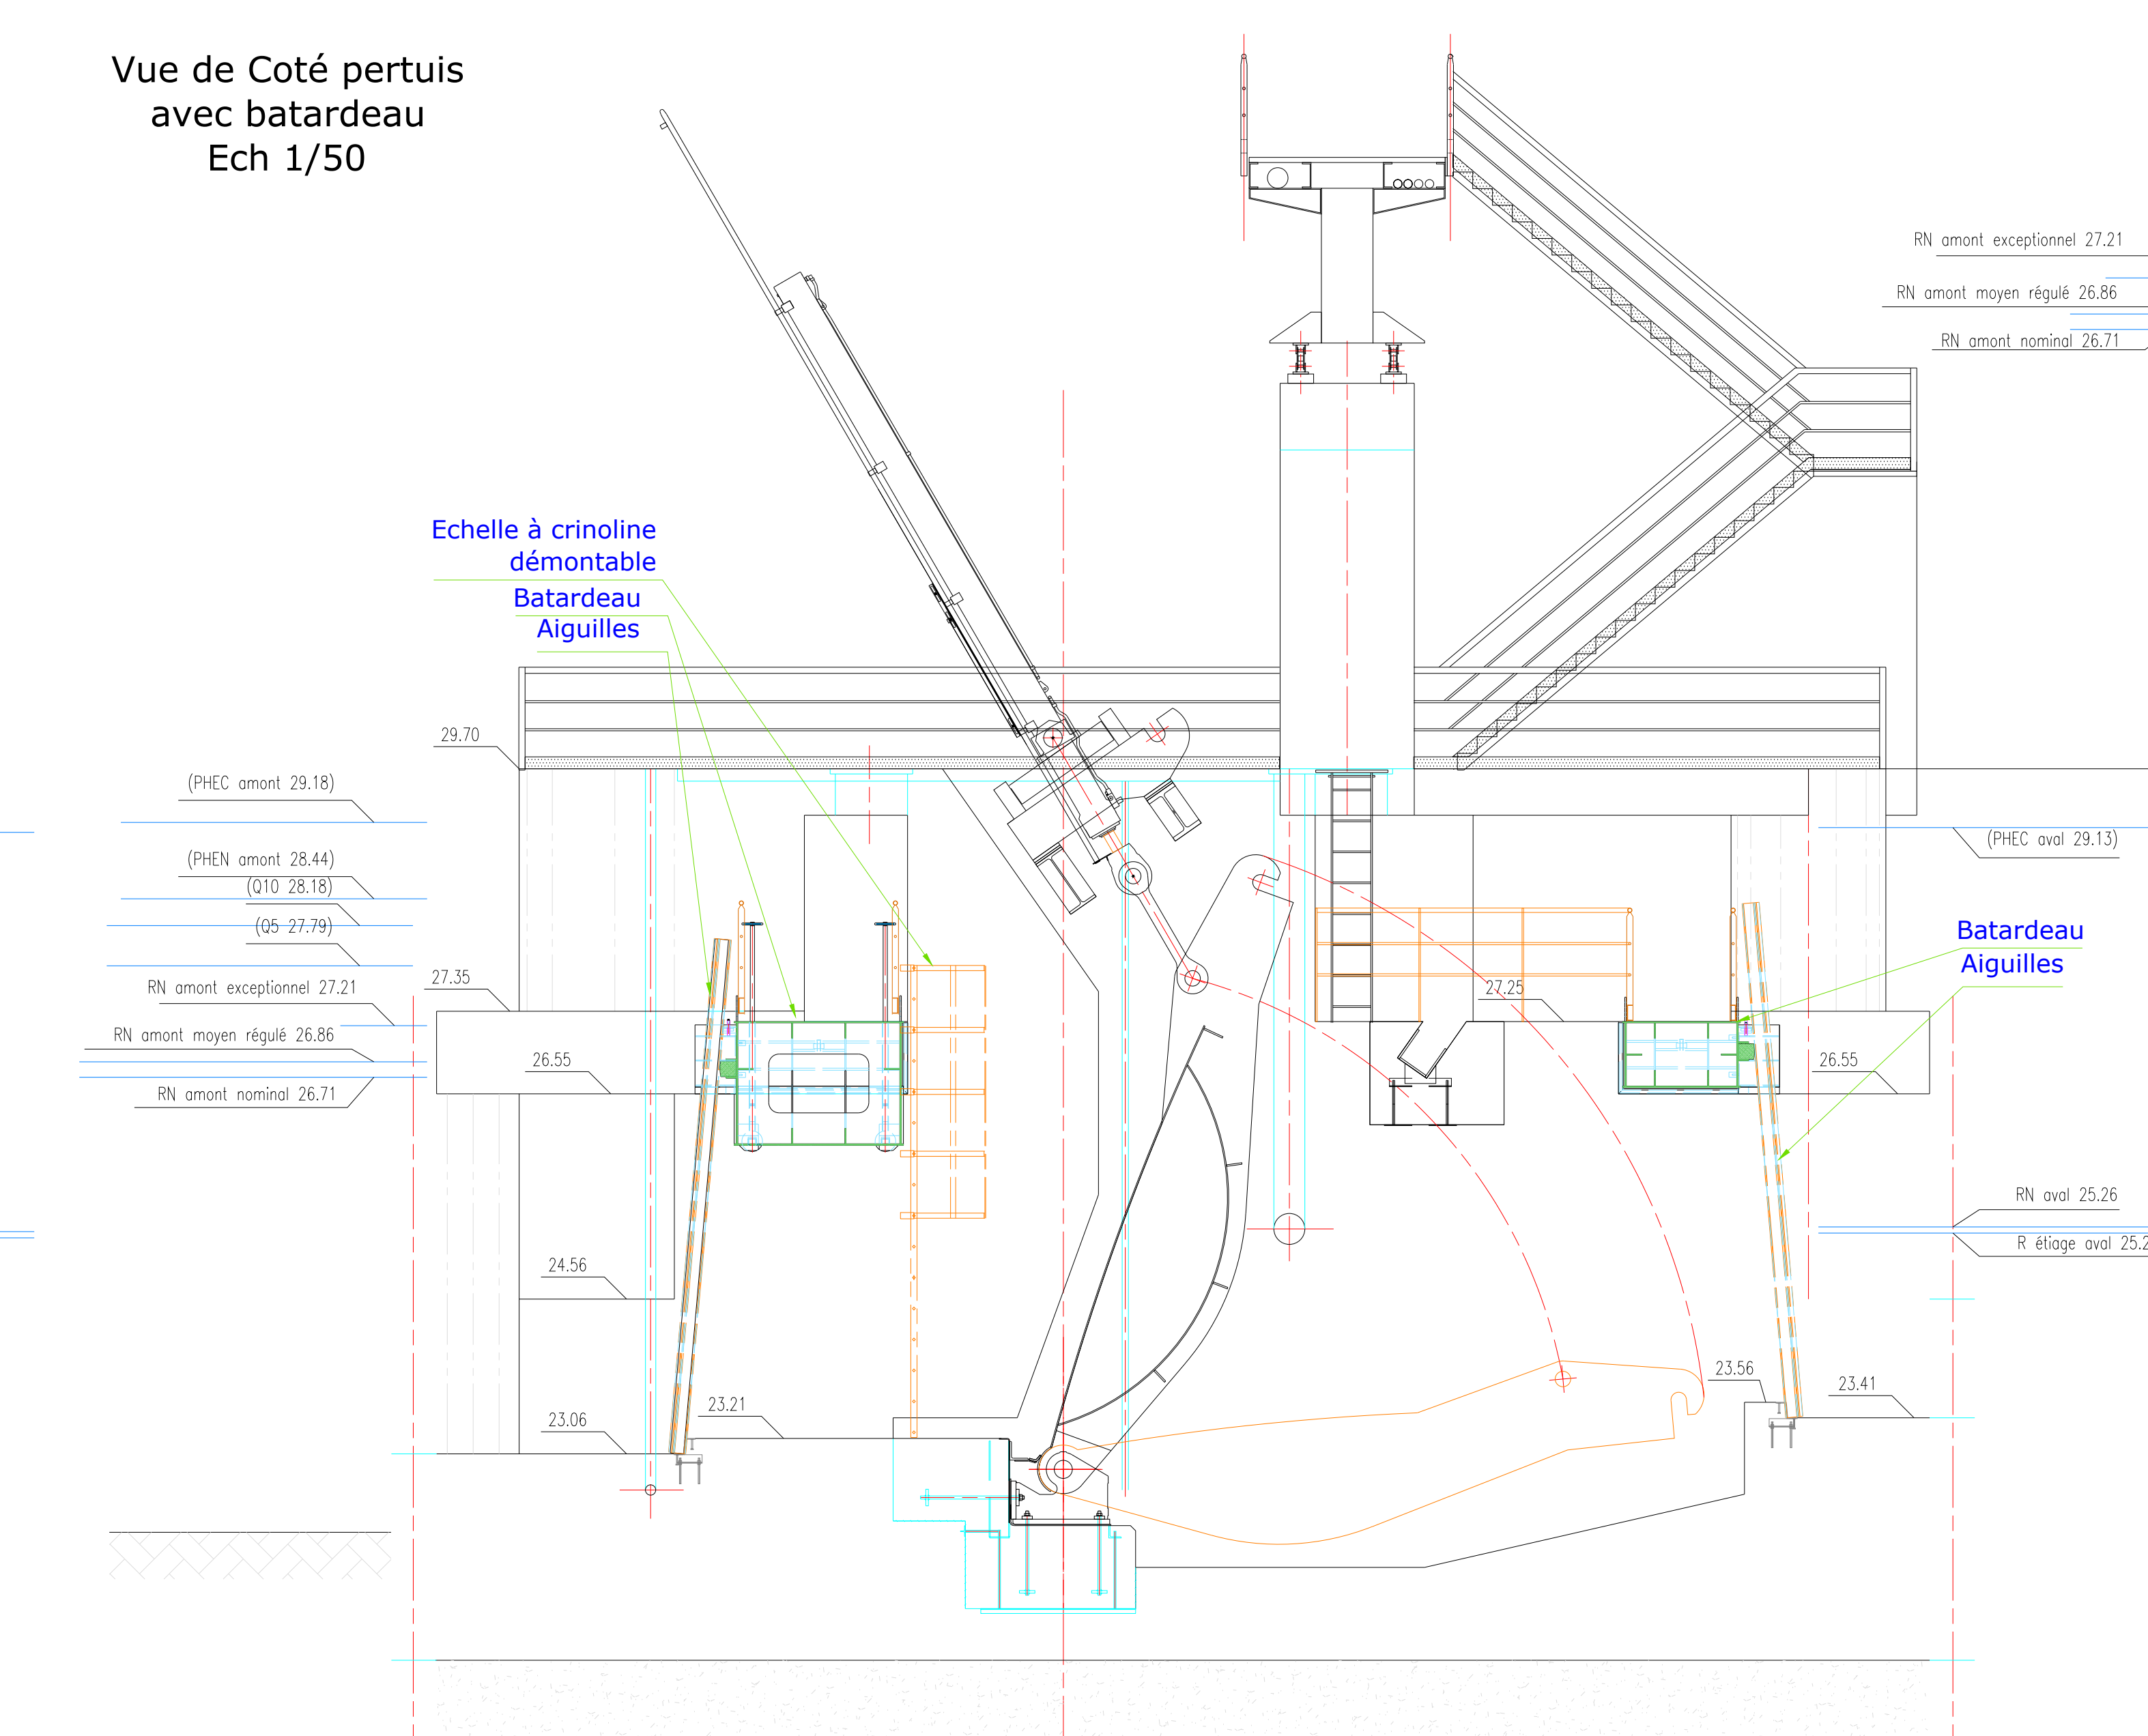 Vue de Coté pertuis
avec batardeau
Ech 1/50
RN amont exceptionnel 27.21
RN amont moyen régulé 26.86
RN amont nominal 26.71
Echelle à crinoline
démontable
Batardeau
Aiguilles
29.70
(PHEC amont 29.18)
(PHEN amont 28.44)
(Q10 28.18)
(Q5 27.79)
27.35
RN amont exceptionnel 27.21
RN amont moyen régulé 26.86
RN amont nominal 26.71
26.55
24.56
23.06
23.21
27.25
(PHEC aval 29.13)
Batardeau
Aiguilles
26.55
RN aval 25.26
R étiage aval 25.2
23.56
23.41